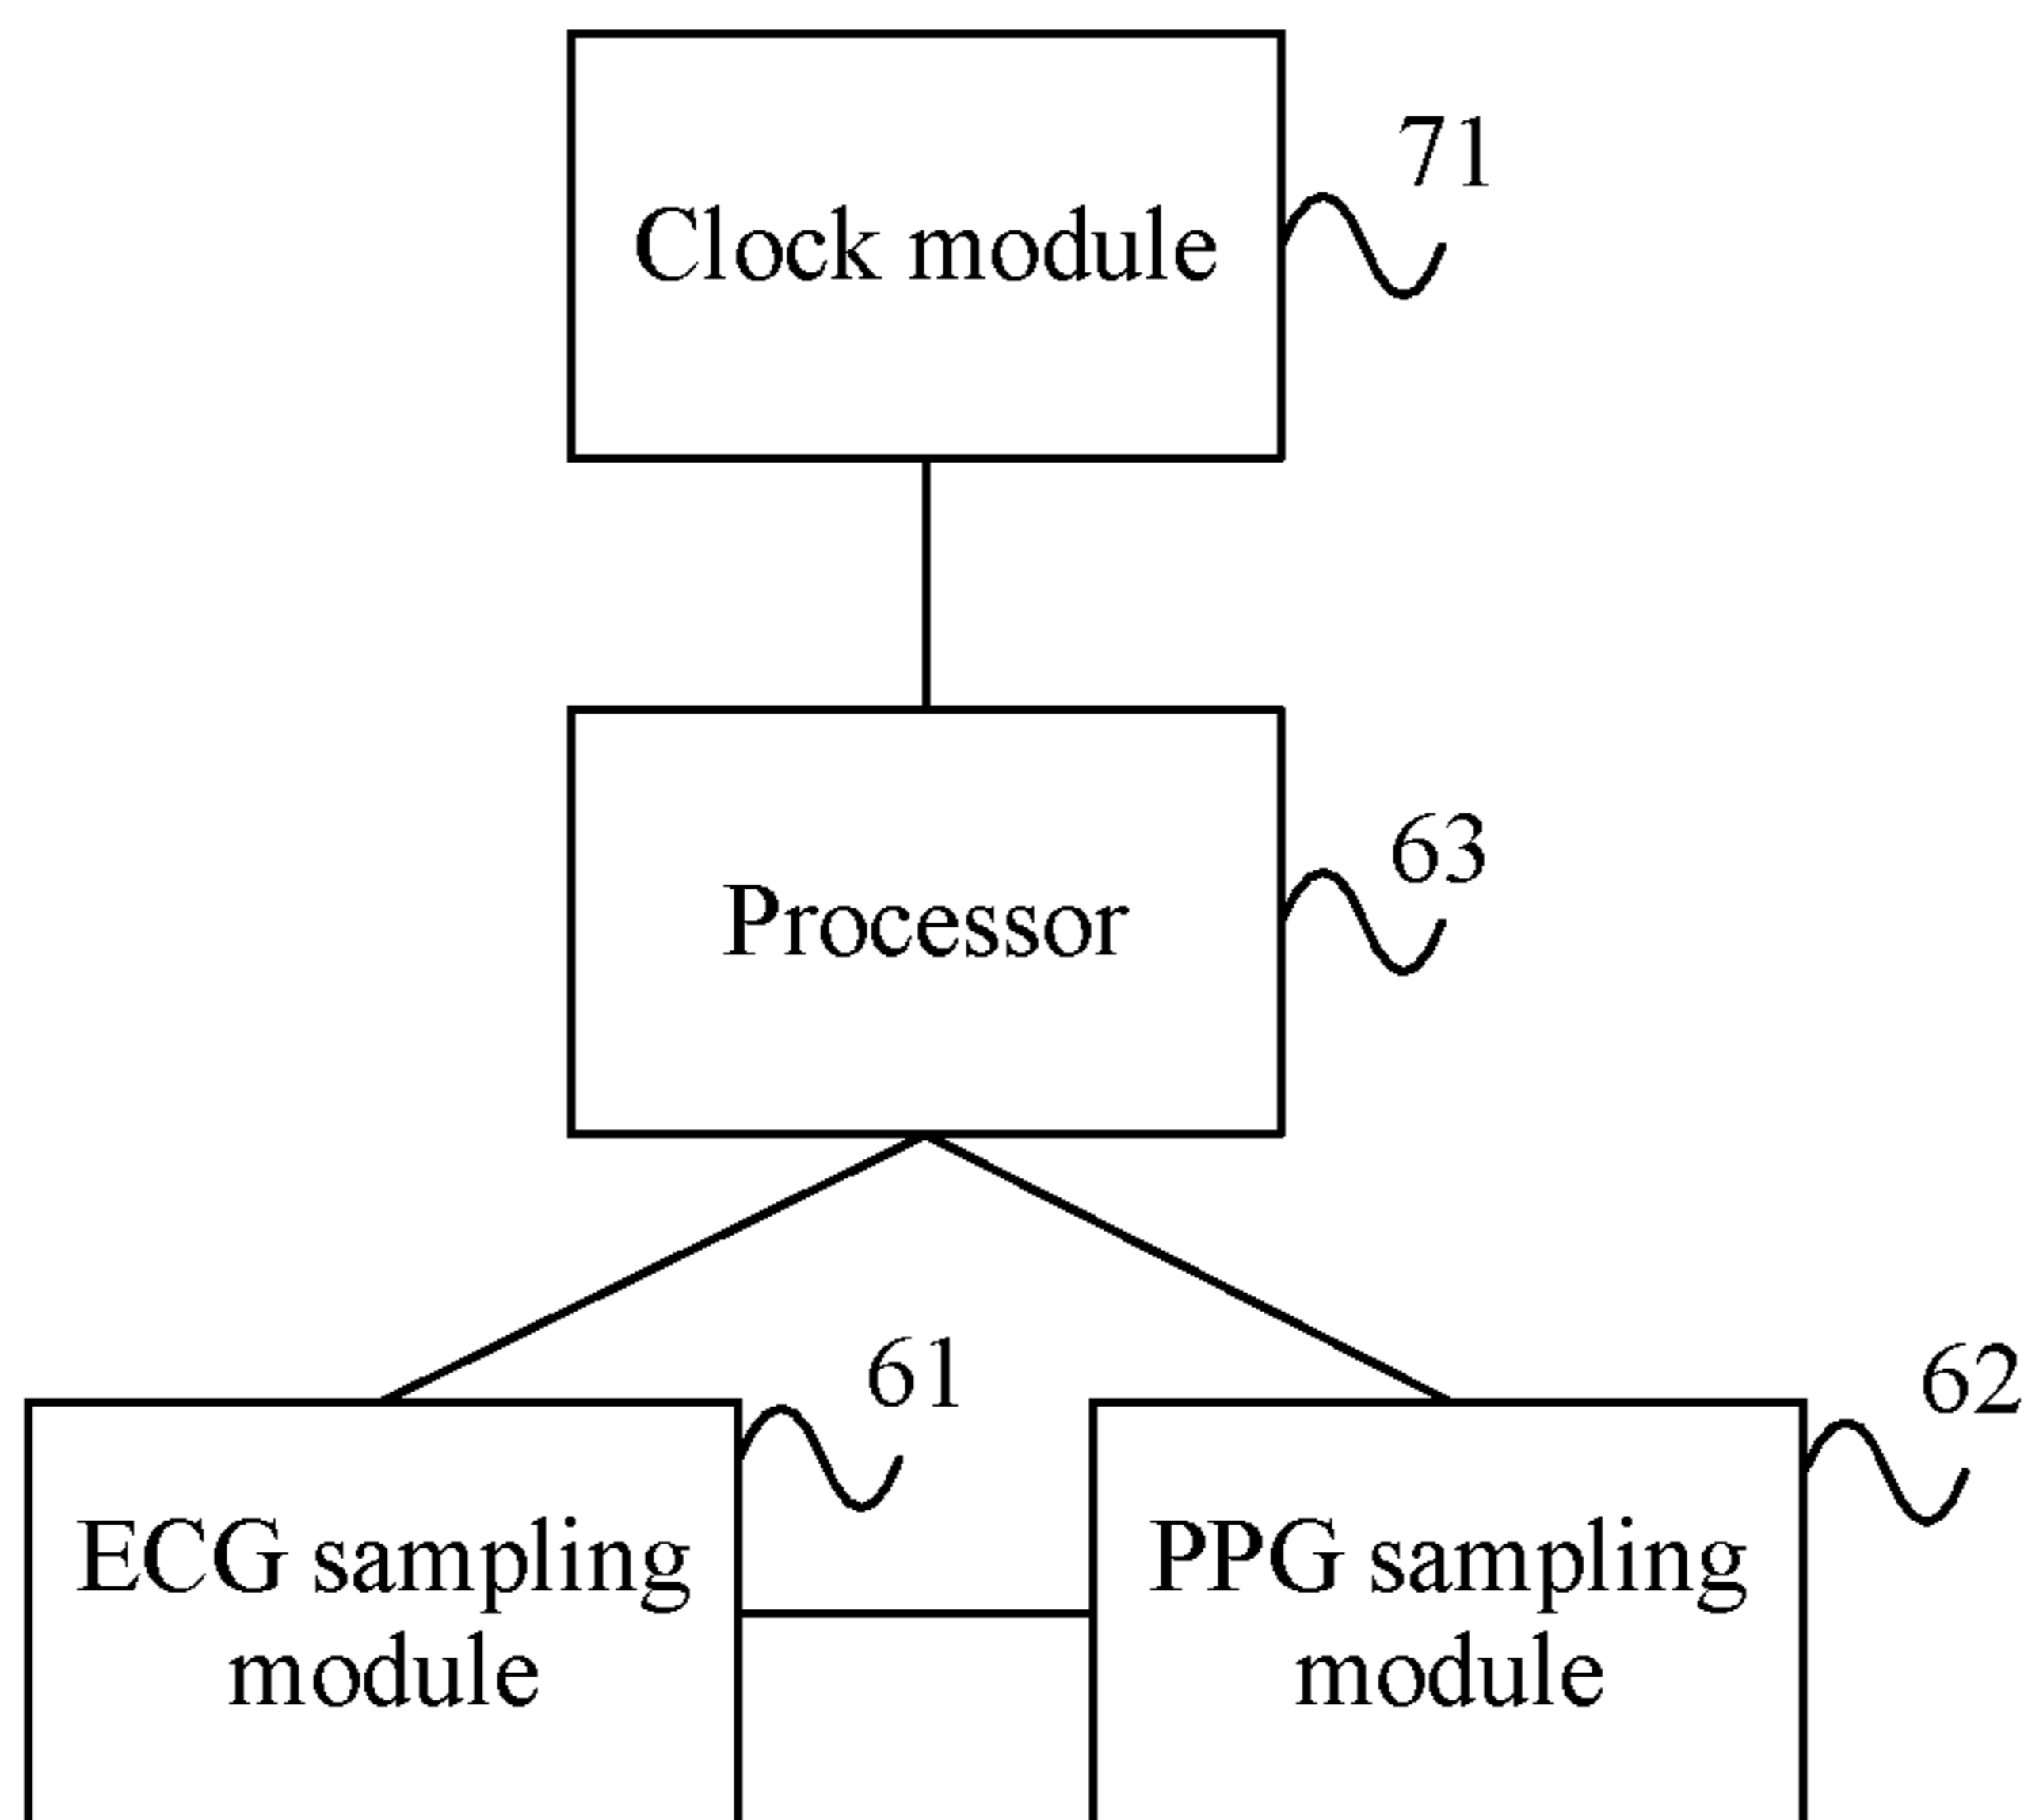 71
Clock module
63
Processor
61
62
ECG sampling
module
PPG sampling
module